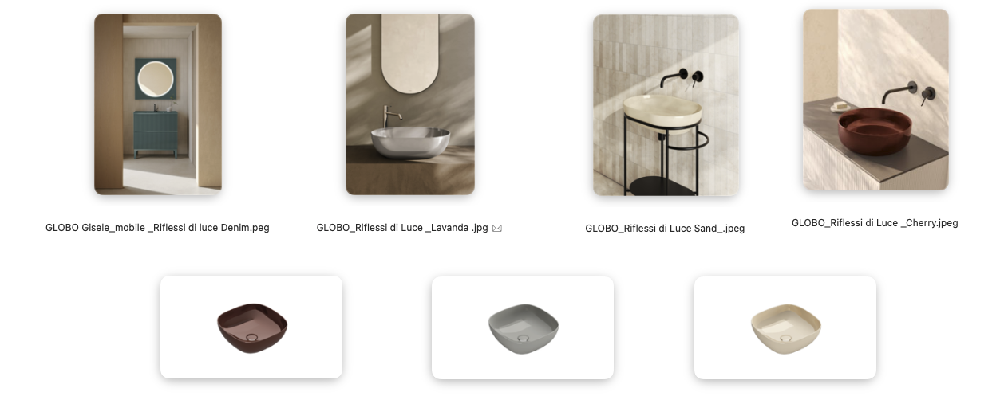 GLOBO Gisele_mobile _Riflessi di luce Denim.peg
GLOBO_Riflessi di Luce _Lavanda .jpg
GLOBO_Riflessi di Luce Sand_.jpeg
GLOBO_Riflessi di Luce _Cherry.jpeg